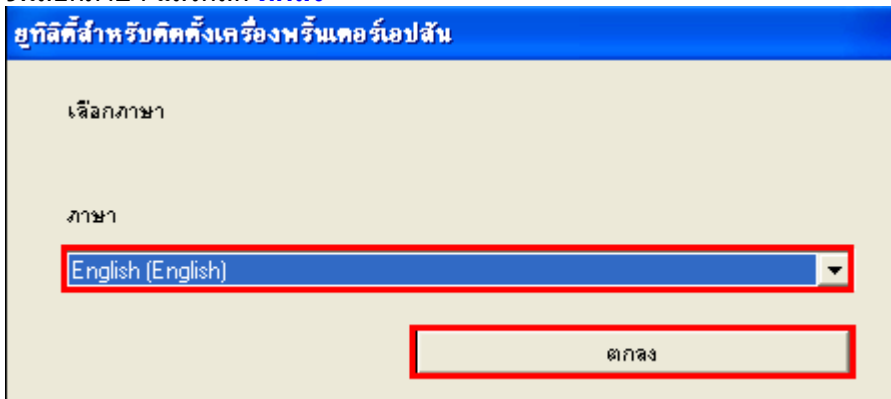 ยูทิลิตี้สำหรับติดตั้งเครื่องพริ้นเตอร์เอปสัน
เลือกภาษา
ภาษา
English (English)
ตกลง